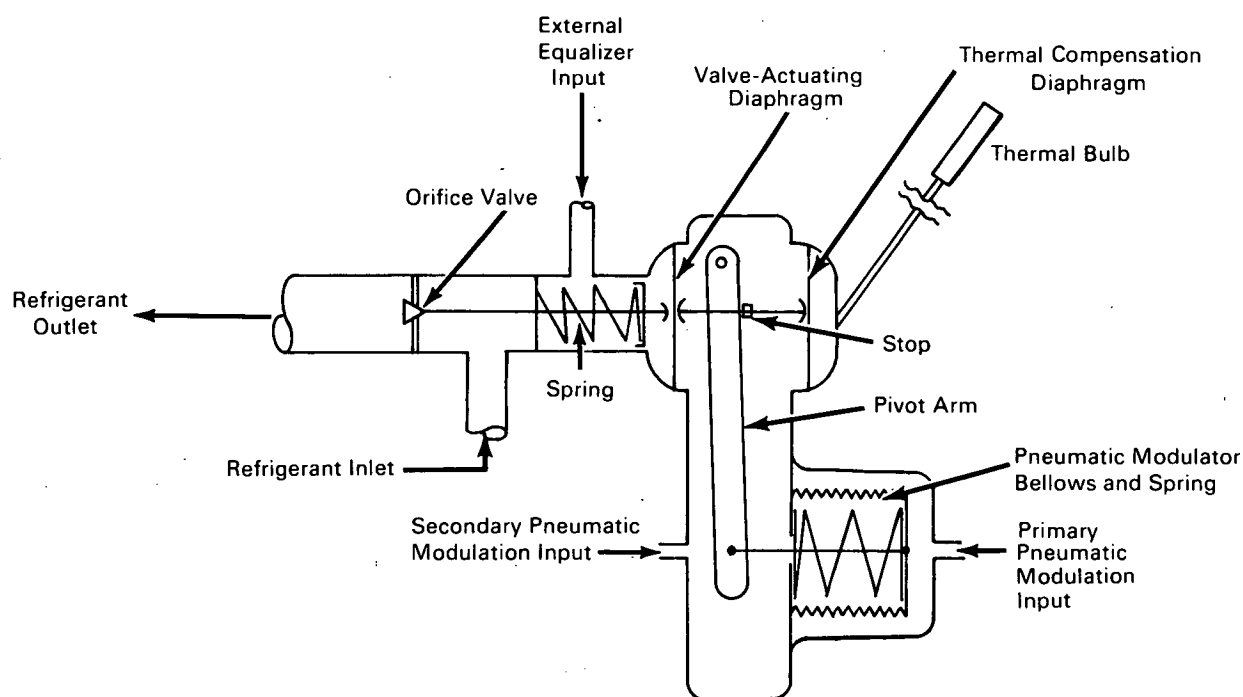 External
Equalizer
Input
Thermal Compensation
Diaphragm
Valve-Actuating
Diaphragm
Thermal Bulb
Orifice Valve
Refrigerant
Outlet
Stop
Spring
Pivot Arm
Refrigerant Inlet
Pneumatic Modulator
Bellows and Spring
Secondary Pneumatic
Modulation Input
Primary
Pneumatic
Modulation
Input